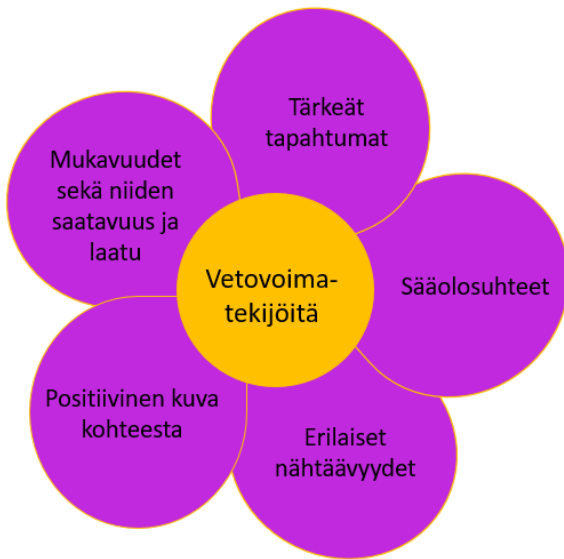 Tärkeät
tapahtumat
Mukavuudet
sekä niiden
saatavuus ja
laatu
Vetovoima-
tekijöitä
Sääolosuhteet
Positiivinen kuva
kohteesta
Erilaiset
nähtäävyydet